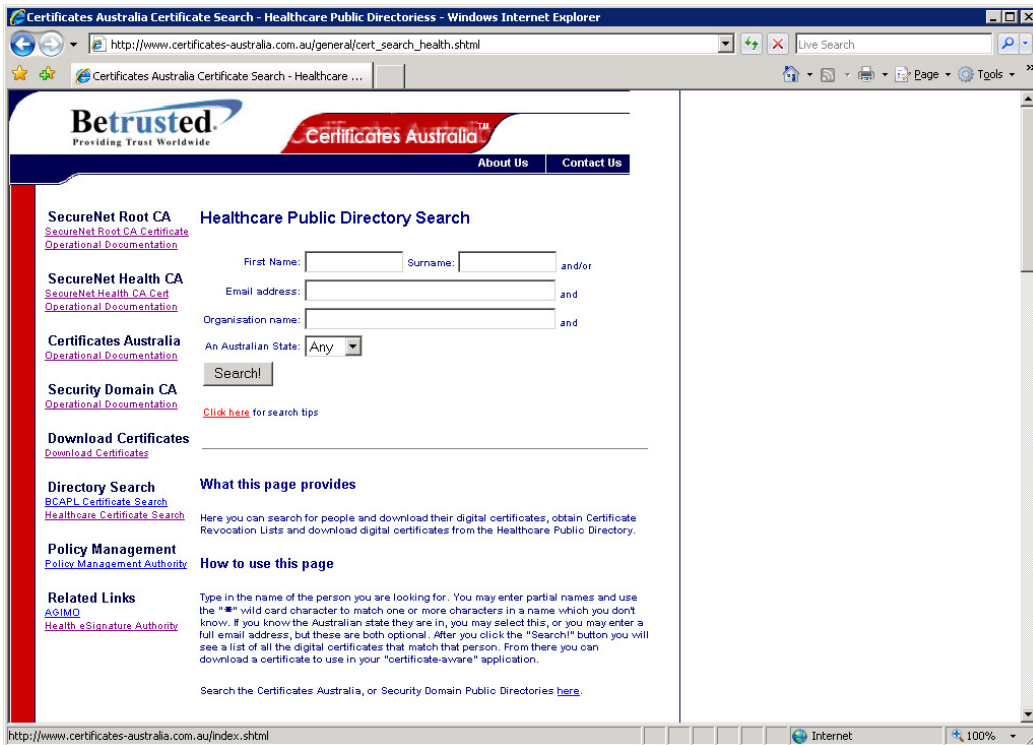 Certificates Australia Certificate Search - Healthcare Public Directoriess - Windows Internet Explorer
http://www.certificates-australia.com.au/general/cert_search_health.shtml
Live Search
Certificates Australia Certificate Search - Healthcare ...
Page
Tools
Betrusted
Providing Trust Worldwide
Certificates Australia™
About Us
Contact Us
SecureNet Root CA
SecureNet Root CA Certificate
Operational Documentation
SecureNet Health CA
SecureNet Health CA Cert
Operational Documentation
Certificates Australia
Operational Documentation
Security Domain CA
Operational Documentation
Download Certificates
Download Certificates
Directory Search
BCAPL Certificate Search
Healthcare Certificate Search
Policy Management
Policy Management Authority
Related Links
AGIMO
Health eSignature Authority
Healthcare Public Directory Search
First Name: Surname: and/or
Email address: and
Organisation name: and
An Australian State: Any
Search!
Click here for search tips
What this page provides
Here you can search for people and download their digital certificates, obtain Certificate
Revocation Lists and download digital certificates from the Healthcare Public Directory.
How to use this page
Type in the name of the person you are looking for. You may enter partial names and use
the "*" wild card character to match one or more characters in a name which you don't
know. If you know the Australian state they are in, you may select this, or you may enter a
full email address, but these are both optional. After you click the "Search!" button you will
see a list of all the digital certificates that match that person. From there you can
download a certificate to use in your "certificate-aware" application.
Search the Certificates Australia, or Security Domain Public Directories here.
http://www.certificates-australia.com.au/index.shtml
Internet
100%